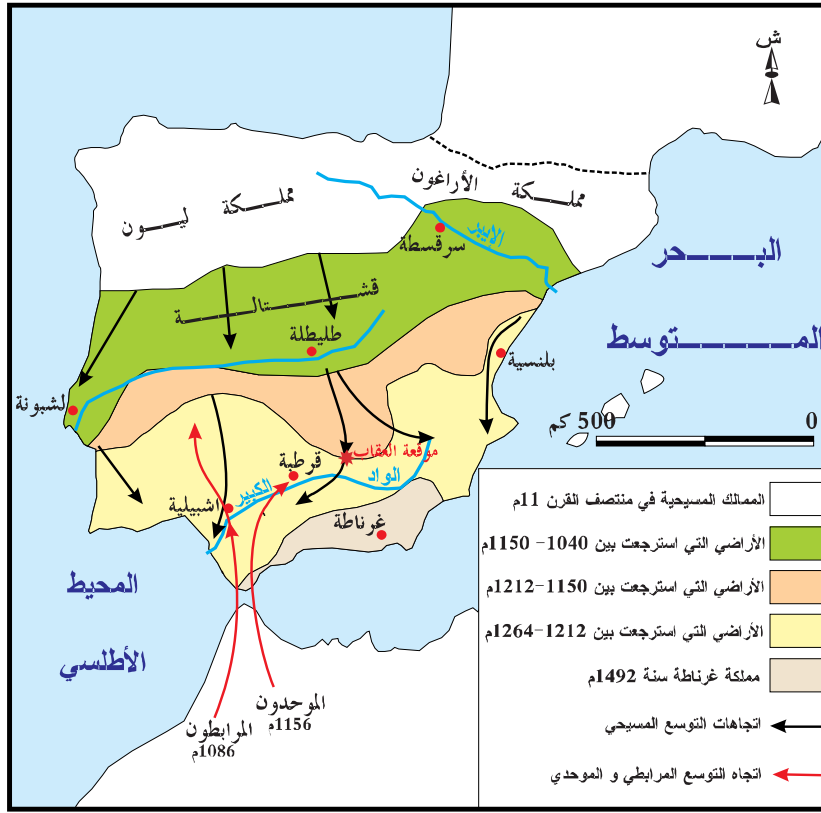 ش
مملكة ليون
مملكة
الأراغون
الايبر
سرقسطة
قشتالة
طليطلة
لشبونة
بلنسية
البحر
المتوسط
500 كم
0
موقعة العقاب
قرطبة
الواد
الكبير
اشبيلية
غرناطة
المحيط
الأطلسي
الموحدون
1156م
المرابطون
1086م
الممالك المسيحية في منتصف القرن 11م
الأراضي التي استرجعت بين 1040-1150م
الأراضي التي استرجعت بين 1150-1212م
الأراضي التي استرجعت بين 1212-1264م
مملكة غرناطة سنة 1492م
اتجاهات التوسع المسيحي
اتجاه التوسع المرابطي و الموحدي